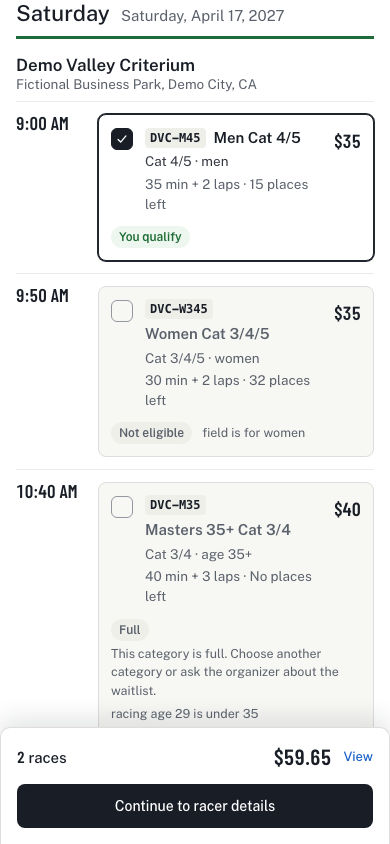 Saturday Saturday, April 17, 2027
Demo Valley Criterium
Fictional Business Park, Demo City, CA
9:00 AM
DVC–M45 Men Cat 4/5 $35
Cat 4/5 · men
35 min + 2 laps · 15 places
left
You qualify
9:50 AM
DVC–W345 $35
Women Cat 3/4/5
Cat 3/4/5 · women
30 min + 2 laps · 32 places
left
Not eligible field is for women
10:40 AM
DVC–M35 $40
Masters 35+ Cat 3/4
Cat 3/4 · age 35+
40 min + 3 laps · No places
left
Full
This category is full. Choose another
category or ask the organizer about the
waitlist.
racing age 29 is under 35
2 races $59.65 View
Continue to racer details